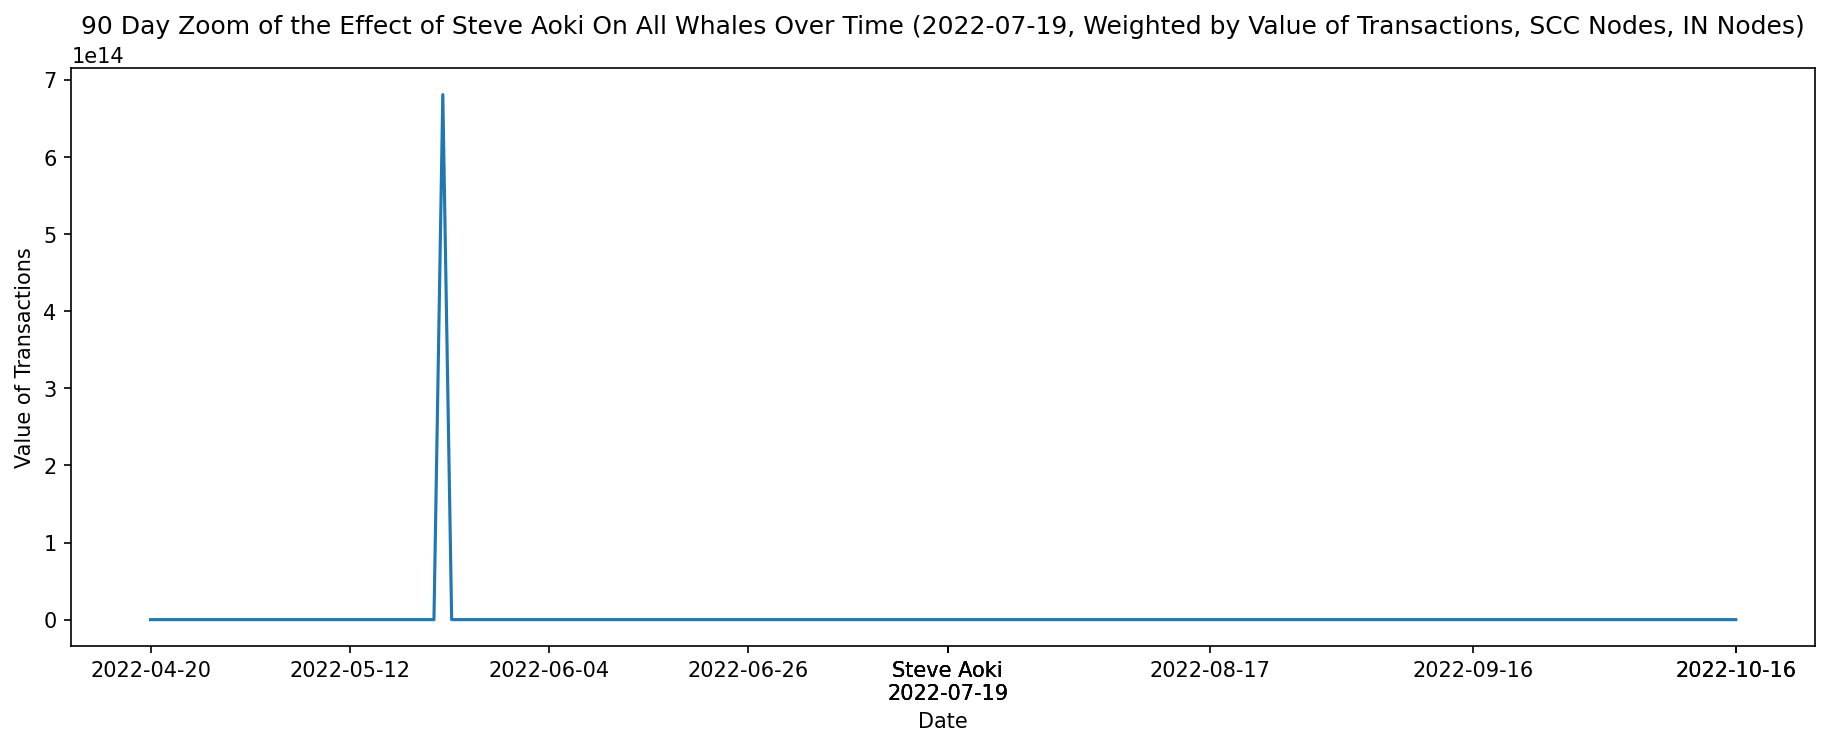 90 Day Zoom of the Effect of Steve Aoki On All Whales Over Time (2022-07-19, Weighted by Value of Transactions, SCC Nodes, IN Nodes)
1e14
7
6
5
4
3
2
1
0
Value of Transactions
2022-04-20 2022-05-12 2022-06-04 2022-06-26 Steve Aoki 2022-08-17 2022-09-16 2022-10-16
2022-07-19
Date